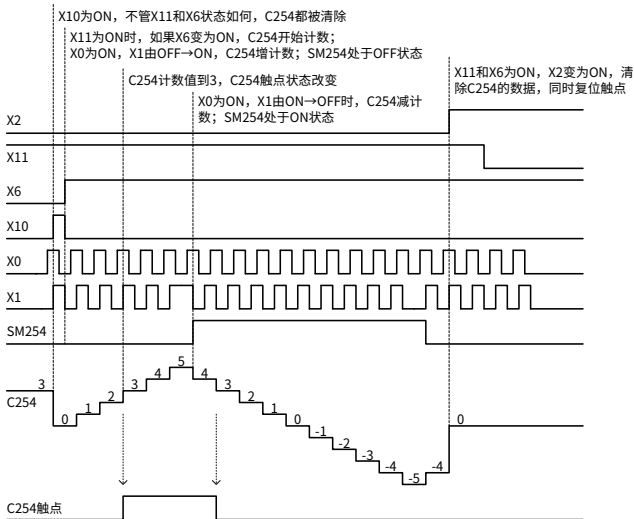 X10为ON，不管X11和X6状态如何，C254都被清除
X11为ON时，如果X6变为ON，C254开始计数；
X0为ON，X1由OFF→ON，C254增计数；SM254处于OFF状态
C254计数值到3，C254触点状态改变
X0为ON，X1由ON→OFF时，C254减计
数；SM254处于ON状态
X11和X6为ON，X2变为ON，清
除C254的数据，同时复位触点
X2
X11
X6
X10
X0
X1
SM254
C254
3
0
1
2
3
4
5
4
3
2
1
0
-1
-2
-3
-4
-5
-4
0
C254触点